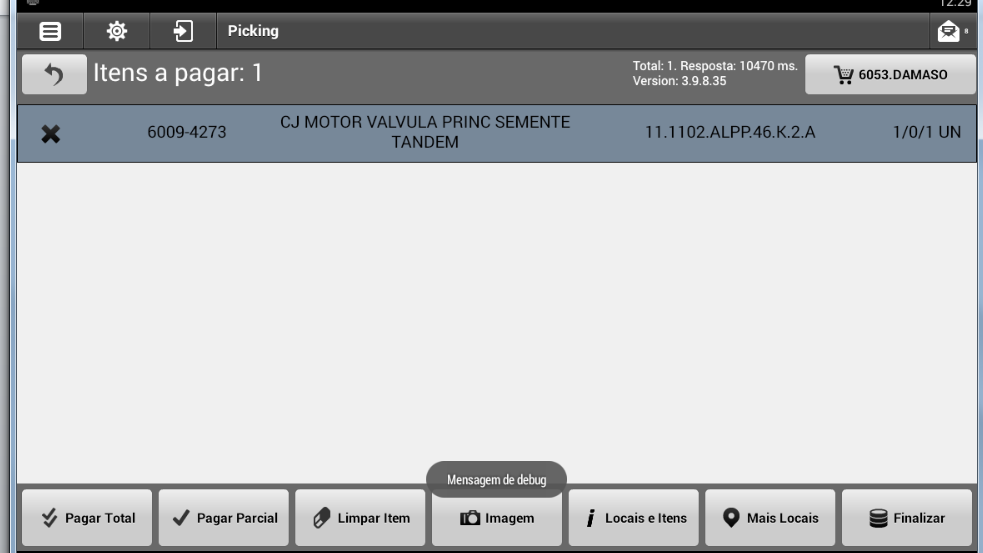 12:29
Picking
Itens a pagar: 1
Total: 1. Resposta: 10470 ms.
Version: 3.9.8.35
6053.DAMASO
6009-4273
CJ MOTOR VALVULA PRINC SEMENTE
TANDEM
11.1102.ALPP.46.K.2.A
1/0/1 UN
Mensagem de debug
Pagar Total
Pagar Parcial
Limpar Item
Imagem
Locais e Itens
Mais Locais
Finalizar